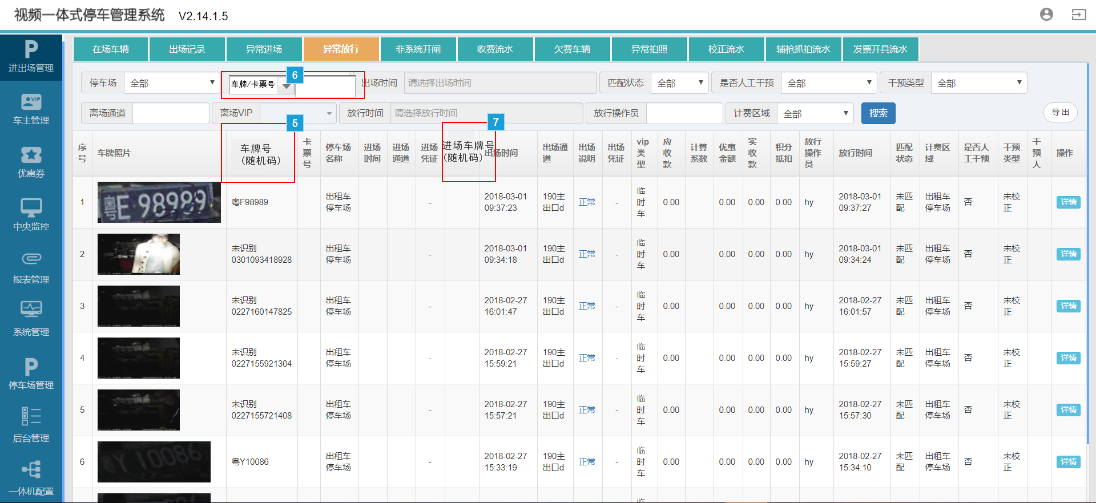 视频一体式停车管理系统 V2.14.1.5
P
进出场管理
车主管理
优惠券
中央监控
报表管理
系统管理
P
停车场管理
后台管理
一体机配置
在场车辆 出场记录 异常进场 异常放行 非系统开闸 收费流水 欠费车辆 异常拍照 校正流水 辅枪抓拍流水 发票开具流水
停车场 全部 车牌/卡票号 6 出场时间 请选择出场时间 匹配状态 全部 是否人工干预 全部 干预类型 全部
离场通道 离场VIP 放行时间 请选择放行时间 放行操作员 计费区域 全部 搜索 导出
5 7
序号 车牌照片 车牌号(随机码) 卡票号 停车场名称 进场时间 进场通道 进场凭证 进场车牌号(随机码) 出场时间 出场通道 出场说明 出场凭证 vip类型 应收款 计算系数 优惠金额 实收款 积分抵扣 放行操作员 放行时间 匹配状态 计费区域 是否人工干预 干预类型 干预人 操作
1 粤E 98989 粤F98989 出租车停车场 - 2018-03-01 09:37:23 190主出口d 正常 - 临时车 0.00 0.00 0.00 0.00 hy 2018-03-01 09:37:27 未匹配 出租车停车场 否 未校正 详情
2 未识别 0301093418928 出租车停车场 - 2018-03-01 09:34:18 190主出口d 正常 - 临时车 0.00 0.00 0.00 0.00 hy 2018-03-01 09:34:24 未匹配 出租车停车场 否 未校正 详情
3 未识别 0227160147825 出租车停车场 - 2018-02-27 16:01:47 190主出口d 正常 - 临时车 0.00 0.00 0.00 0.00 hy 2018-02-27 16:01:57 未匹配 出租车停车场 否 未校正 详情
4 未识别 0227155921304 出租车停车场 - 2018-02-27 15:59:21 190主出口d 正常 - 临时车 0.00 0.00 0.00 0.00 hy 2018-02-27 15:59:27 未匹配 出租车停车场 否 未校正 详情
5 未识别 0227155721408 出租车停车场 - 2018-02-27 15:57:21 190主出口d 正常 - 临时车 0.00 0.00 0.00 0.00 hy 2018-02-27 15:57:30 未匹配 出租车停车场 否 未校正 详情
6 粤Y 10086 粤Y10086 出租车停车场 - 2018-02-27 15:33:19 190主出口d 正常 - 临时车 0.00 0.00 0.00 0.00 hy 2018-02-27 15:34:10 未匹配 出租车停车场 否 未校正 详情